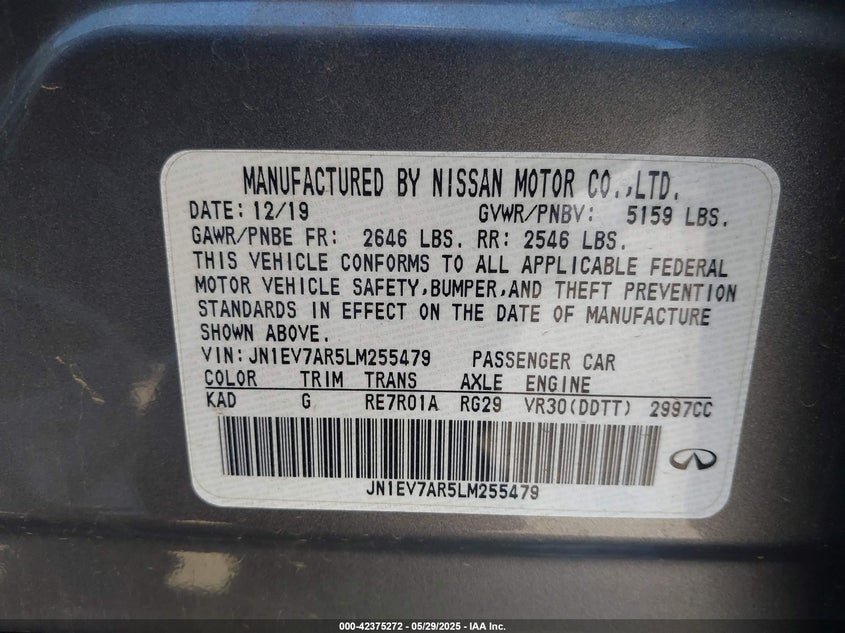 MANUFACTURED BY NISSAN MOTOR CO.,LTD.
DATE: 12/19 GVWR/PNBV: 5159 LBS.
GAWR/PNBE FR: 2646 LBS. RR: 2546 LBS.
THIS VEHICLE CONFORMS TO ALL APPLICABLE FEDERAL
MOTOR VEHICLE SAFETY,BUMPER,AND THEFT PREVENTION
STANDARDS IN EFFECT ON THE DATE OF MANUFACTURE
SHOWN ABOVE.
VIN: JN1EV7AR5LM255479 PASSENGER CAR
COLOR TRIM TRANS AXLE ENGINE
KAD G RE7R01A RG29 VR30(DDTT) 2997CC
JN1EV7AR5LM255479
000-42375272 - 05/29/2025 - IAA Inc.